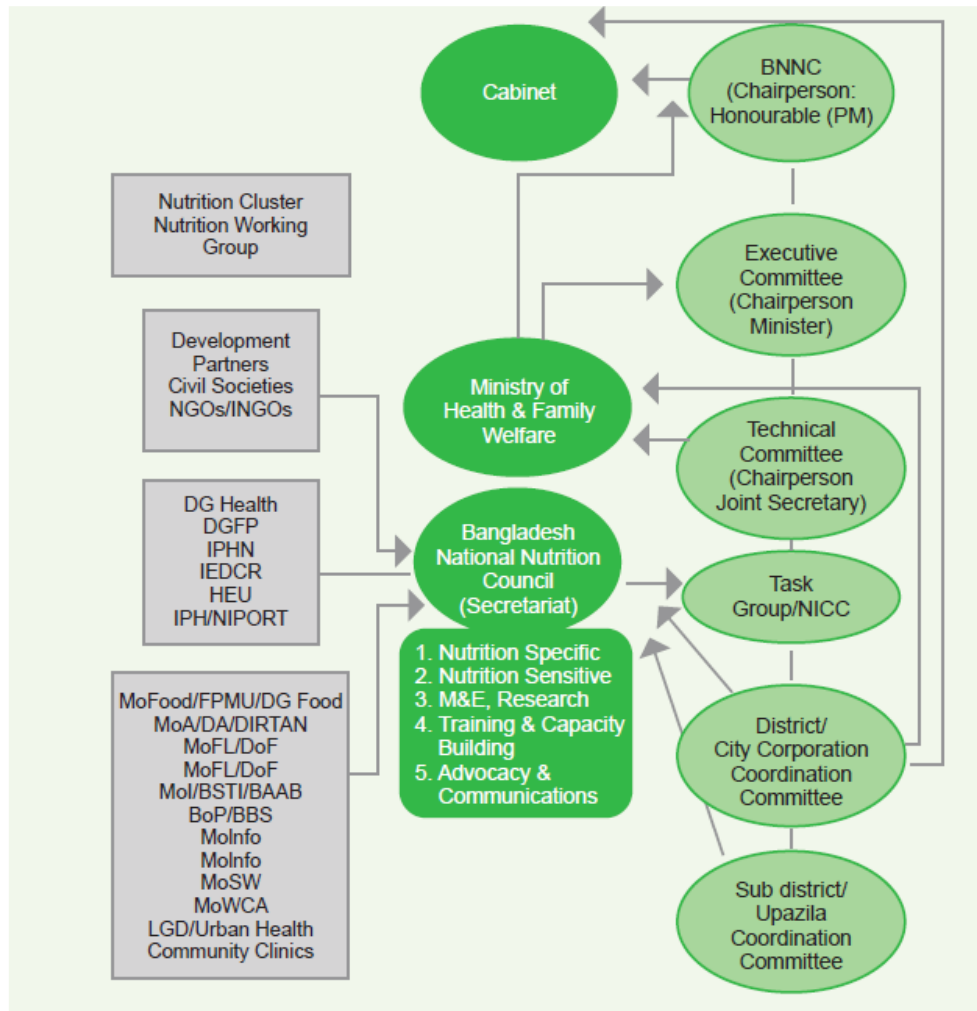 Cabinet
BNNC
(Chairperson:
Honourable (PM)
Nutrition Cluster
Nutrition Working
Group
Executive
Committee
(Chairperson
Minister)
Development
Partners
Civil Societies
NGOs/INGOs
Ministry of
Health & Family
Welfare
Technical
Committee
(Chairperson
Joint Secretary)
DG Health
DGFP
IPHN
IEDCR
HEU
IPH/NIPORT
Bangladesh
National Nutrition
Council
(Secretariat)
Task
Group/NICC
1. Nutrition Specific
2. Nutrition Sensitive
3. M&E, Research
4. Training & Capacity
Building
5. Advocacy &
Communications
MoFood/FPMU/DG Food
MoA/DA/DIRTAN
MoFL/DoF
MoFL/DoF
MoI/BSTI/BAAB
BoP/BBS
MoInfo
MoInfo
MoSW
MoWCA
LGD/Urban Health
Community Clinics
District/
City Corporation
Coordination
Committee
Sub district/
Upazila
Coordination
Committee